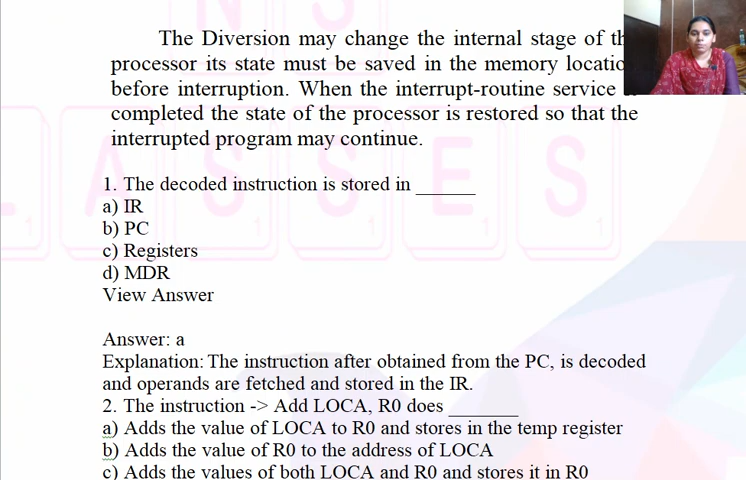 The Diversion may change the internal stage of
processor its state must be saved in the memory
before interruption. When the interrupt-routine service
completed the state of the processor is restored so that the
interrupted program may continue.
1. The decoded instruction is stored in ______
a) IR
b) PC
c) Registers
d) MDR
View Answer
Answer: a
Explanation: The instruction after obtained from the PC, is decoded
and operands are fetched and stored in the IR.
2. The instruction -> Add LOCA, R0 does _______
a) Adds the value of LOCA to R0 and stores in the temp register
b) Adds the value of R0 to the address of LOCA
c) Adds the values of both LOCA and R0 and stores it in R0